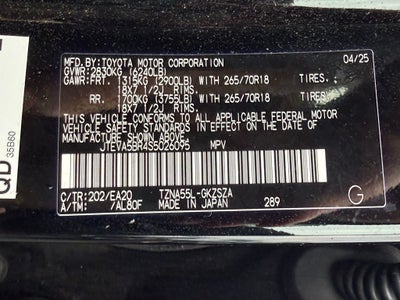 MFD.BY:TOYOTA MOTOR CORPORATION 04/25
GVWR:2830KG (6240LB)
GAWR:FRT. 1315KG (2900LB) WITH 265/70R18 TIRES,
18X7 1/2J RIMS,
RR. 1700KG (3755LB) WITH 265/70R18 TIRES,
18X7 1/2J RIMS,
THIS VEHICLE CONFORMS TO ALL APPLICABLE FEDERAL MOTOR
VEHICLE SAFETY STANDARDS IN EFFECT ON THE DATE OF
MANUFACTURE SHOWN ABOVE.
JTEVA5BR4S5026095 MPV
C/TR:202/EA20 TZNA55L-GKZSZA
A/TM: /AL80F MADE IN JAPAN 289
G
QD
35B60